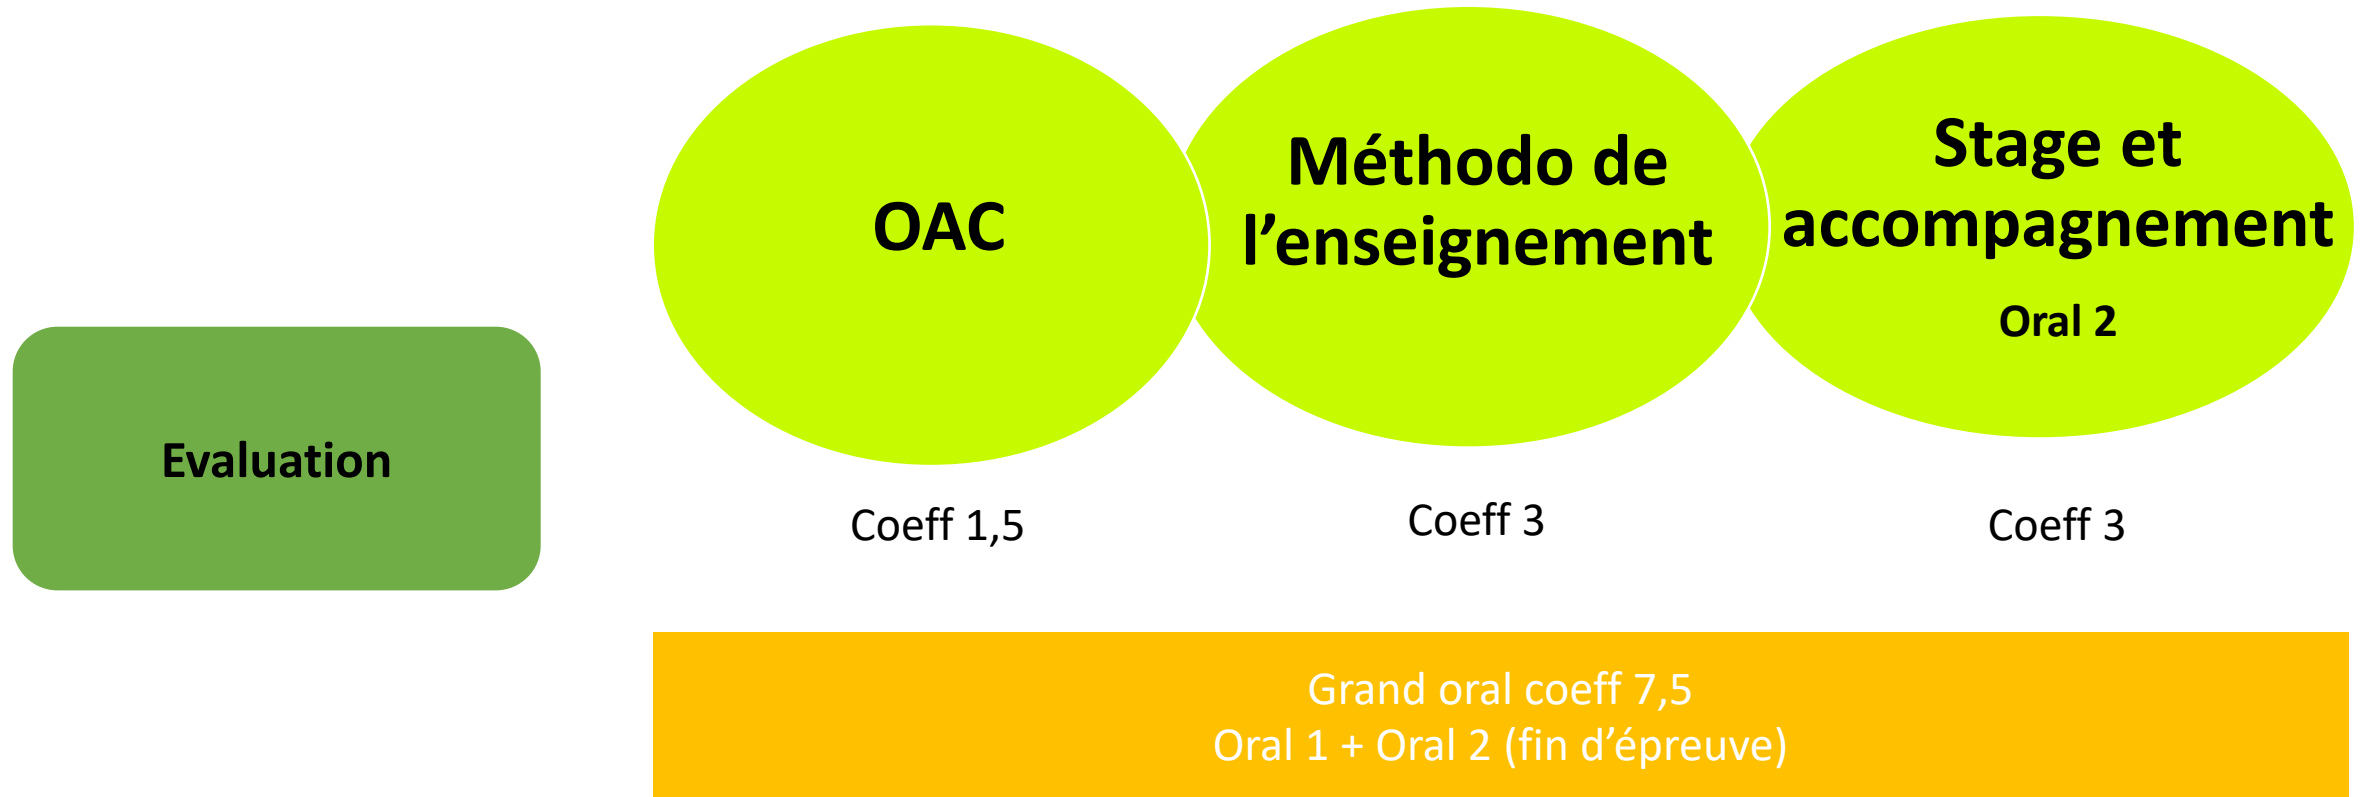 Evaluation
OAC
Méthodo de
l’enseignement
Stage et
accompagnement
Oral 2
Coeff 1,5
Coeff 3
Coeff 3
Grand oral coeff 7,5
Oral 1 + Oral 2 (fin d’épreuve)